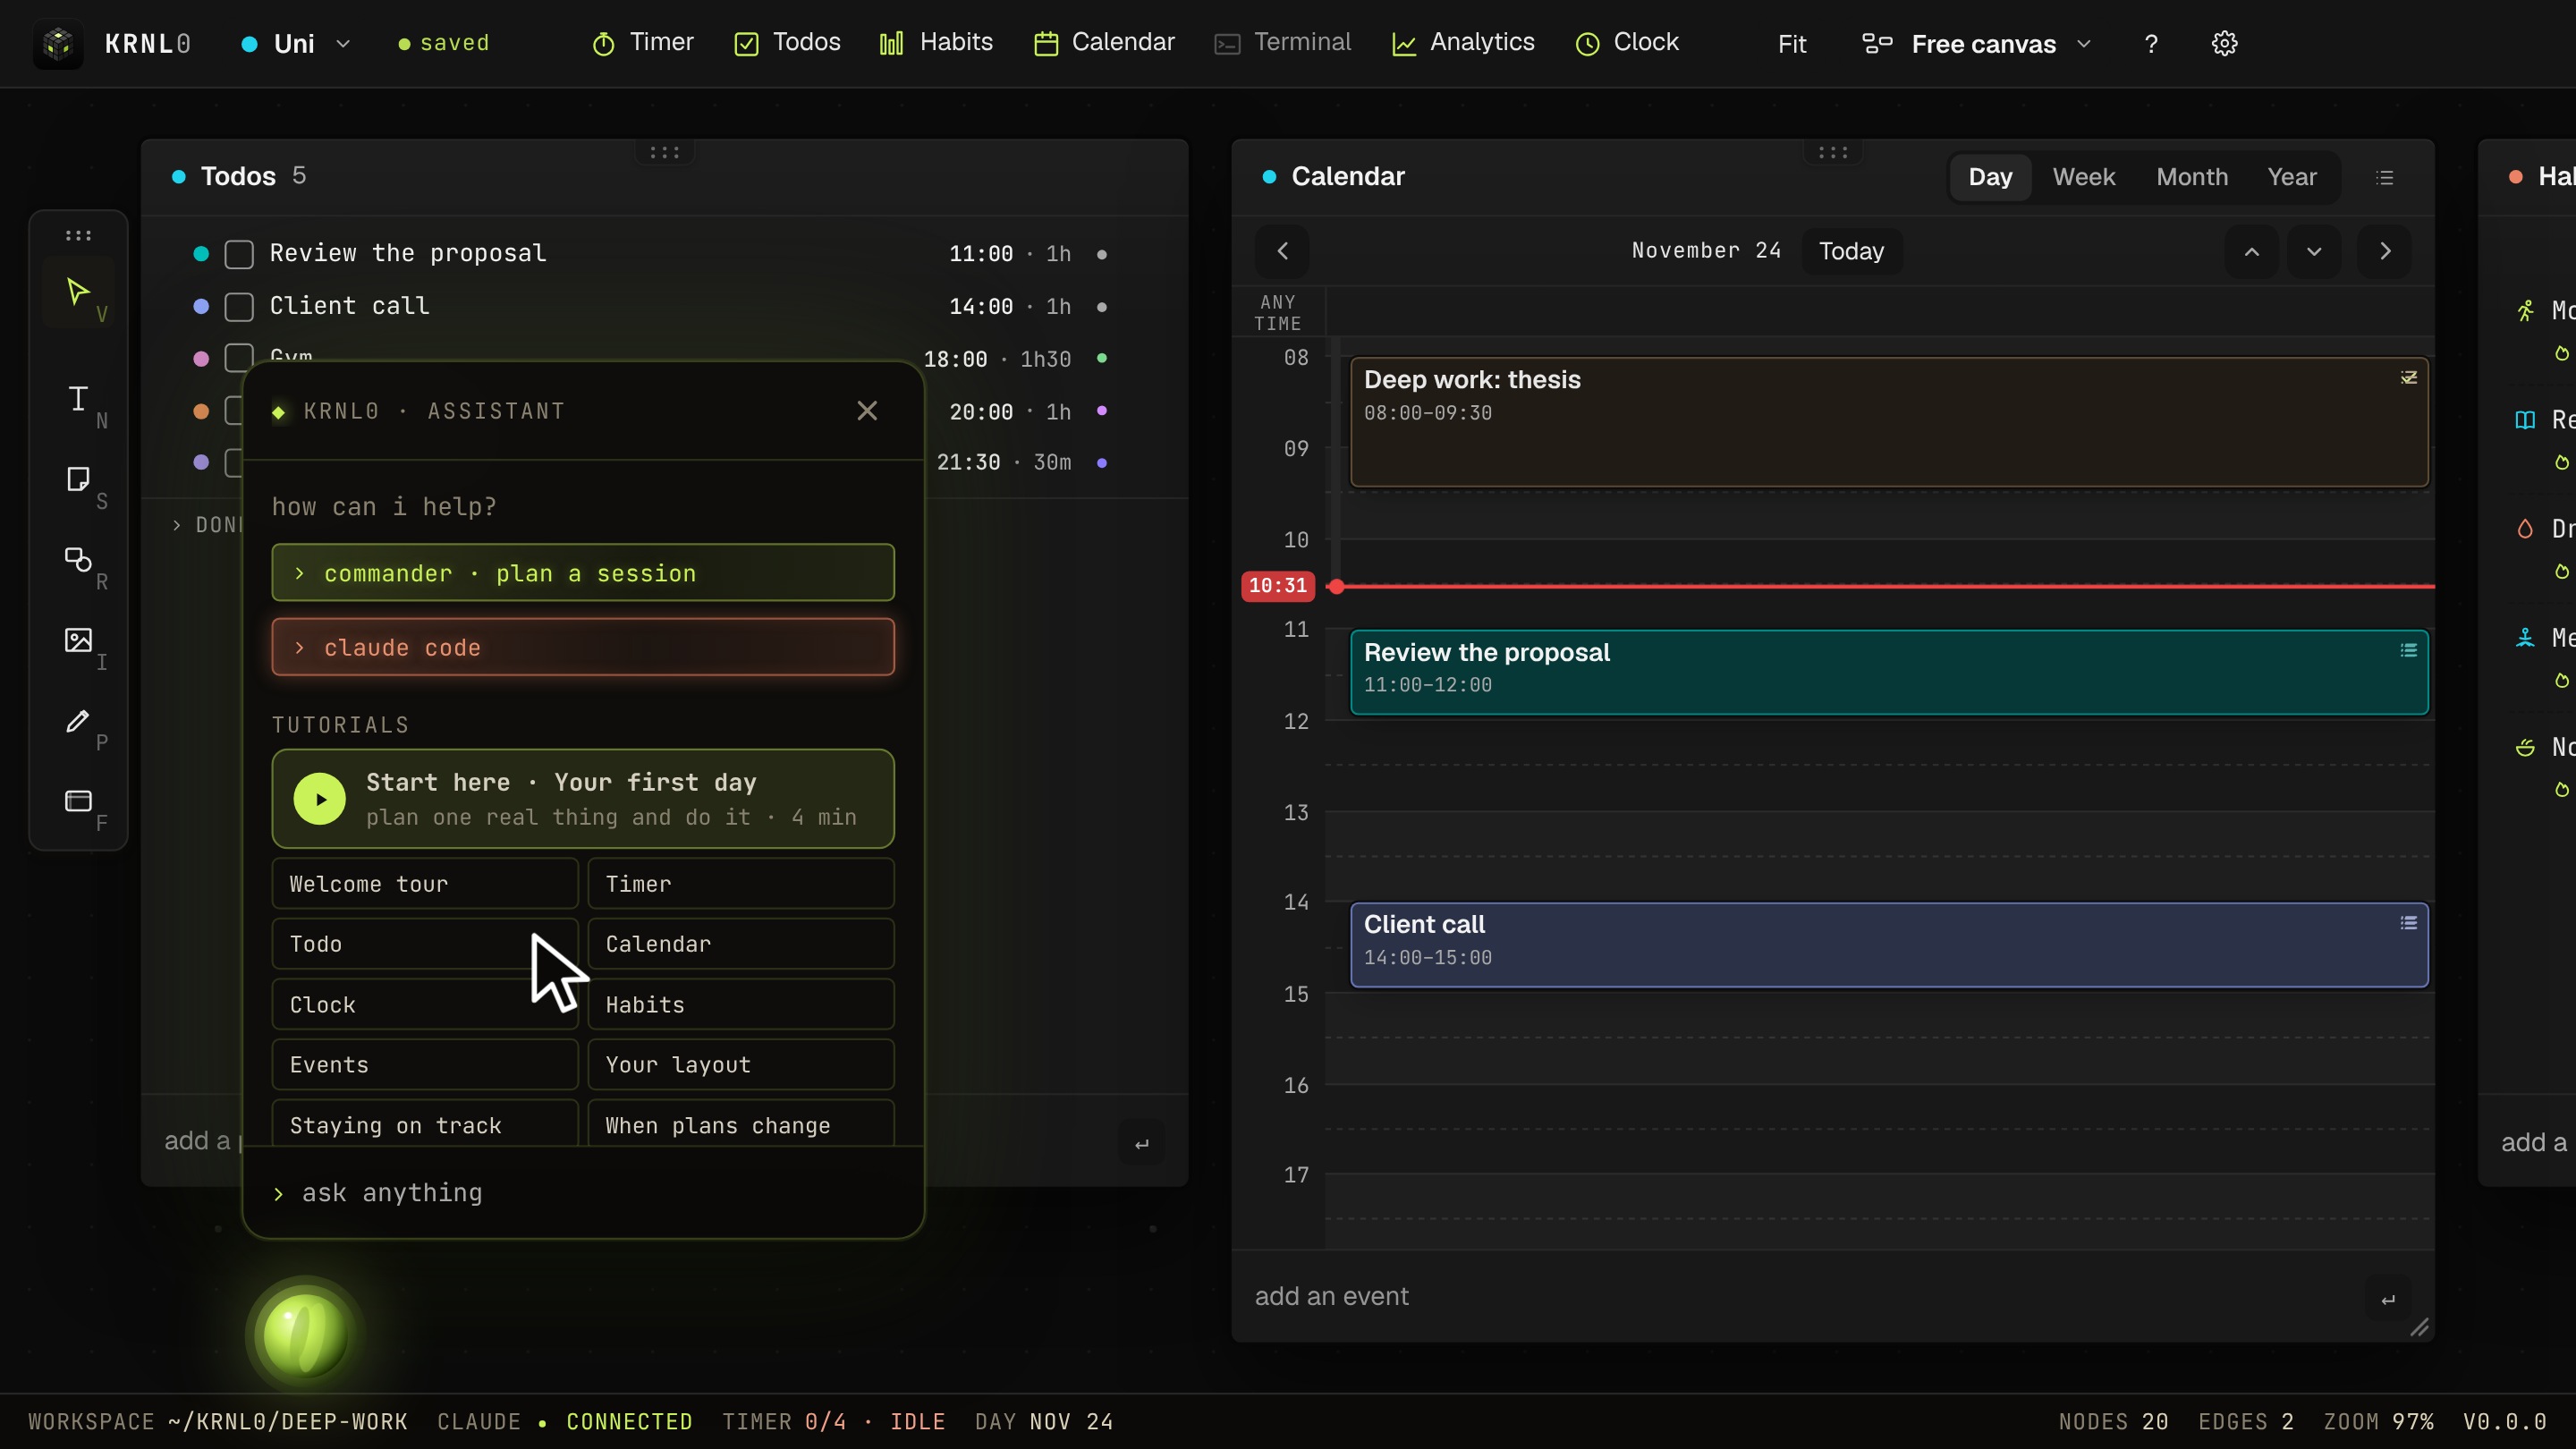 KRNL0
Uni
saved
Timer
Todos
Habits
Calendar
Terminal
Analytics
Clock
Fit
Free canvas
?
V
N
S
R
I
P
F
Todos 5
Review the proposal 11:00 · 1h
Client call 14:00 · 1h
Gym 18:00 · 1h30
20:00 · 1h
21:30 · 30m
add a
KRNL0 · ASSISTANT
how can i help?
commander · plan a session
claude code
TUTORIALS
Start here · Your first day
plan one real thing and do it · 4 min
Welcome tour
Timer
Todo
Calendar
Clock
Habits
Events
Your layout
Staying on track
When plans change
ask anything
Calendar
Day
Week
Month
Year
November 24
Today
ANY
TIME
08
Deep work: thesis
08:00–09:30
09
10
10:31
11
Review the proposal
11:00–12:00
12
13
14
Client call
14:00–15:00
15
16
17
add an event
add a
WORKSPACE ~/KRNL0/DEEP-WORK CLAUDE • CONNECTED TIMER 0/4 · IDLE DAY NOV 24
NODES 20 EDGES 2 ZOOM 97% V0.0.0